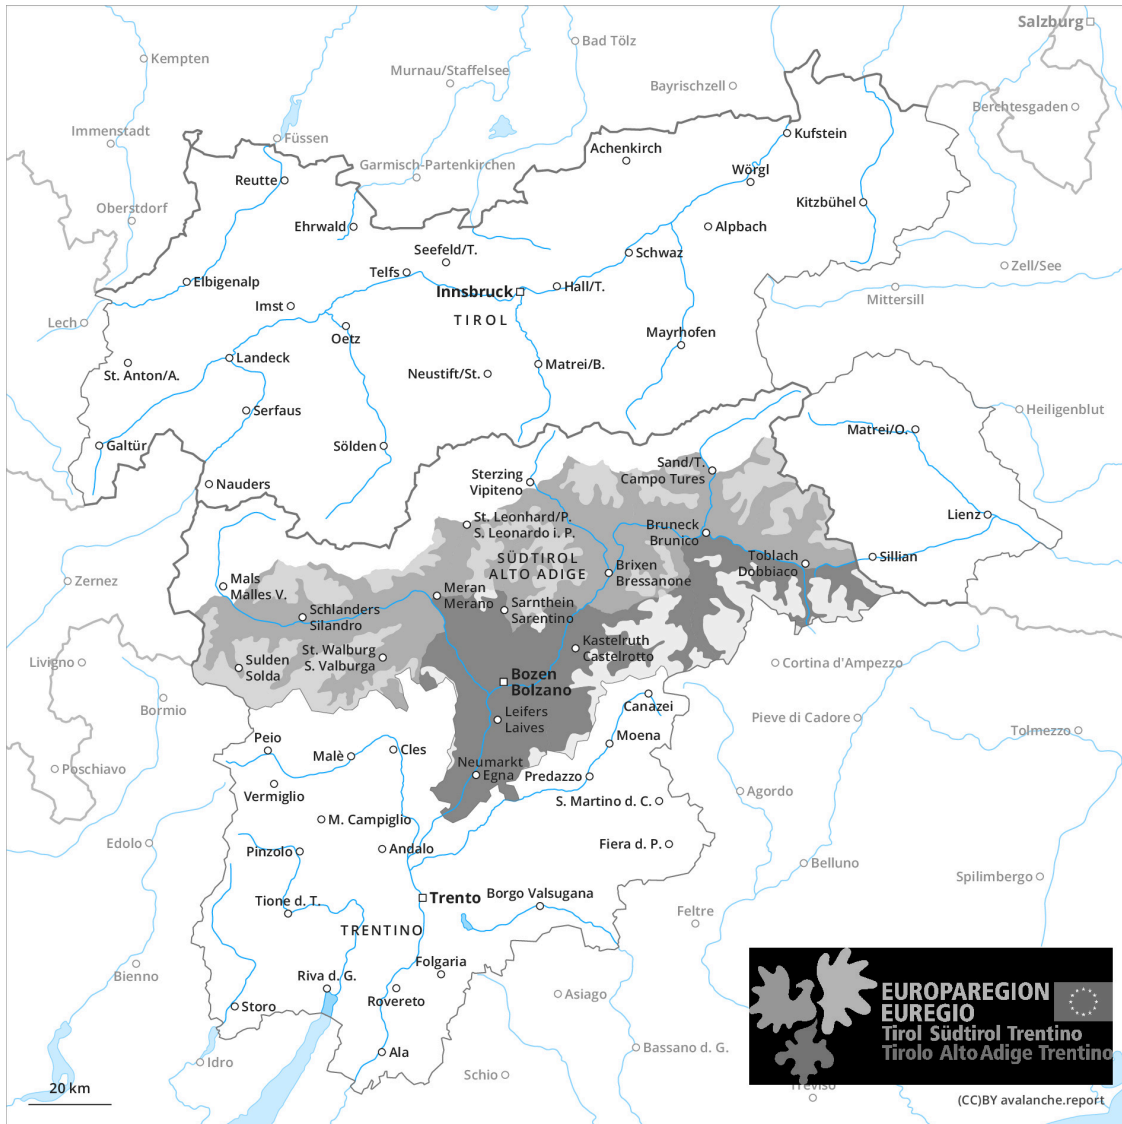 Salzburg
Bad Tölz
Kempten
Murnau/Staffelsee
Bayrischzell
Berchtesgaden
Immenstadt
Füssen
Kufstein
Achenkirch
Garmisch-Partenkirchen
Wörgl
Reutte
Kitzbühel
Oberstdorf
Ehrwald
Alpbach
Seefeld/T.
Schwaz
Zell/See
Telfs
Elbigenalp
Innsbruck
Hall/T.
Mittersill
Imst
TIROL
Lech
Oetz
Mayrhofen
Landeck
Matrei/B.
St. Anton/A.
Neustift/St.
Serfaus
Heiligenblut
Matrei/O.
Galtür
Sölden
Sand/T.
Campo Tures
Sterzing
Vipiteno
Nauders
Lienz
St. Leonhard/P.
S. Leonardo i. P.
Bruneck
Brunico
SÜDTIROL
ALTO ADIGE
Toblach
Dobbiaco
Sillian
Brixen
Bressanone
Zernez
Mals
Malles V.
Meran
Merano
Sarnthein
Sarentino
Schlanders
Silandro
Kastelruth
Castelrotto
St. Walburg
S. Valburga
Livigno
Sulden
Solda
Cortina d'Ampezzo
Bozen
Bolzano
Bormio
Canazei
Leifers
Laives
Pieve di Cadore
Tolmezzo
Peio
Moena
Malè
Cles
Neumarkt
Egna
Poschiavo
Predazzo
Vermiglio
Agordo
S. Martino d. C.
M. Campiglio
Edolo
Fiera d. P.
Pinzolo
Andalo
Belluno
Spilimbergo
Trento
Borgo Valsugana
Tione d. T.
Feltre
TRENTINO
Folgaria
Bienno
Riva d. G.
Rovereto
Asiago
Storo
EUROPAREGION
EUREGIO
Tirol Südtirol Trentino
Tirolo Alto Adige Trentino
Ala
Bassano d. G.
Idro
Schio
Treviso
20 km
(CC)BY avalanche.report